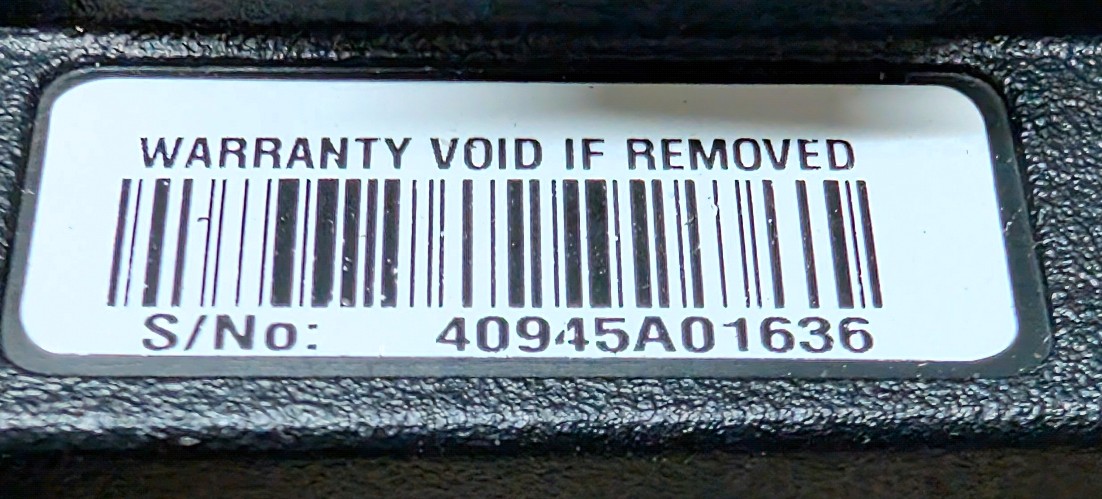 WARRANTY VOID IF REMOVED
S/No: 40945A01636